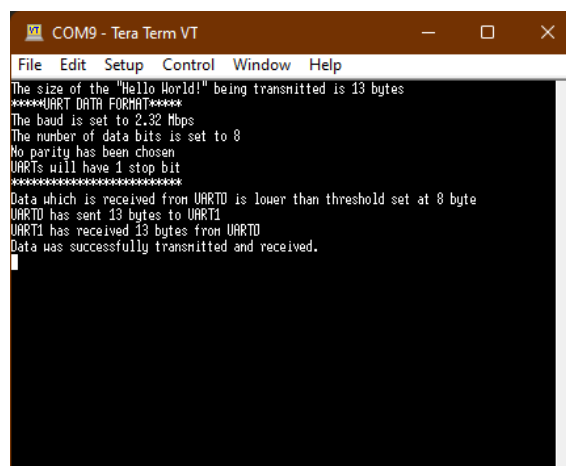 COM9 - Tera Term VT
File Edit Setup Control Window Help
The size of the "Hello World!" being transmitted is 13 bytes
*****UART DATA FORMAT*****
The baud is set to 2.32 Mbps
The number of data bits is set to 8
No parity has been chosen
UARTs will have 1 stop bit
****************************
Data which is received from UART0 is lower than threshold set at 8 byte
UART0 has sent 13 bytes to UART1
UART1 has received 13 bytes from UART0
Data was successfully transmitted and received.